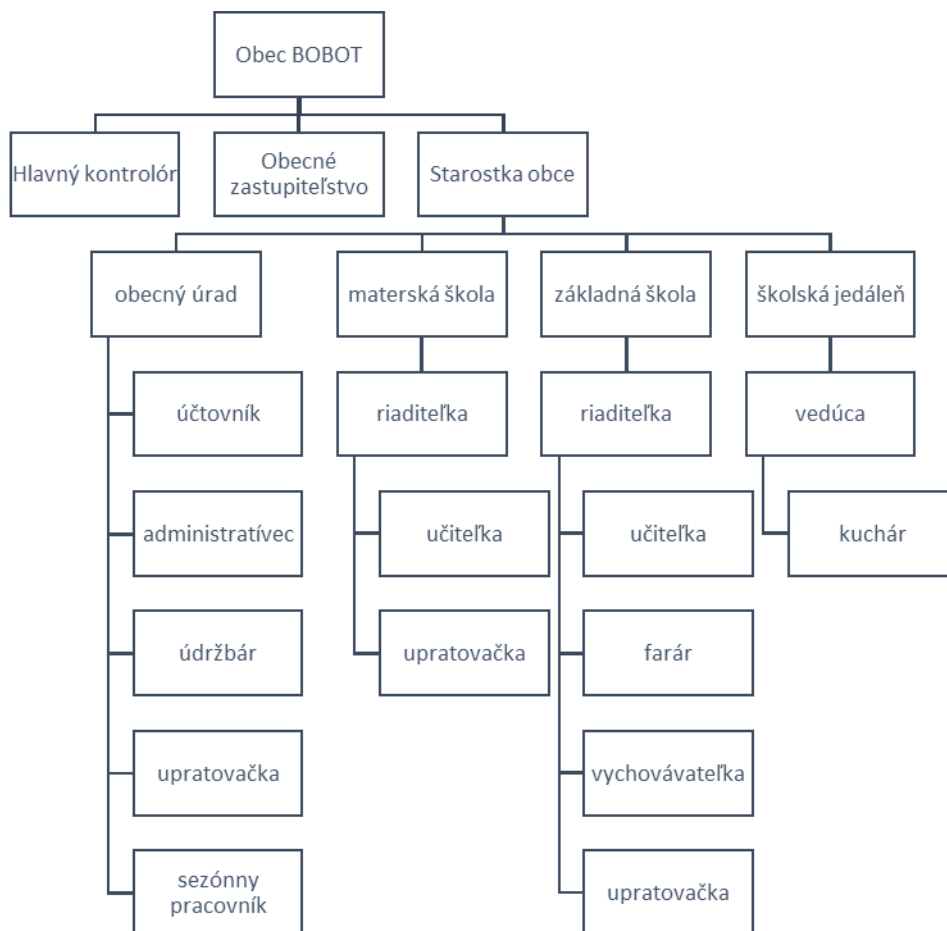 Obec BOBOT
Hlavný kontrolór
Obecné
zastupiteľstvo
Starostka obce
obecný úrad
materská škola
základná škola
školská jedáleň
účtovník
riaditeľka
riaditeľka
vedúca
administratívec
učiteľka
učiteľka
kuchár
údržbár
upratovačka
farár
upratovačka
vychovávateľka
sezónny
pracovník
upratovačka